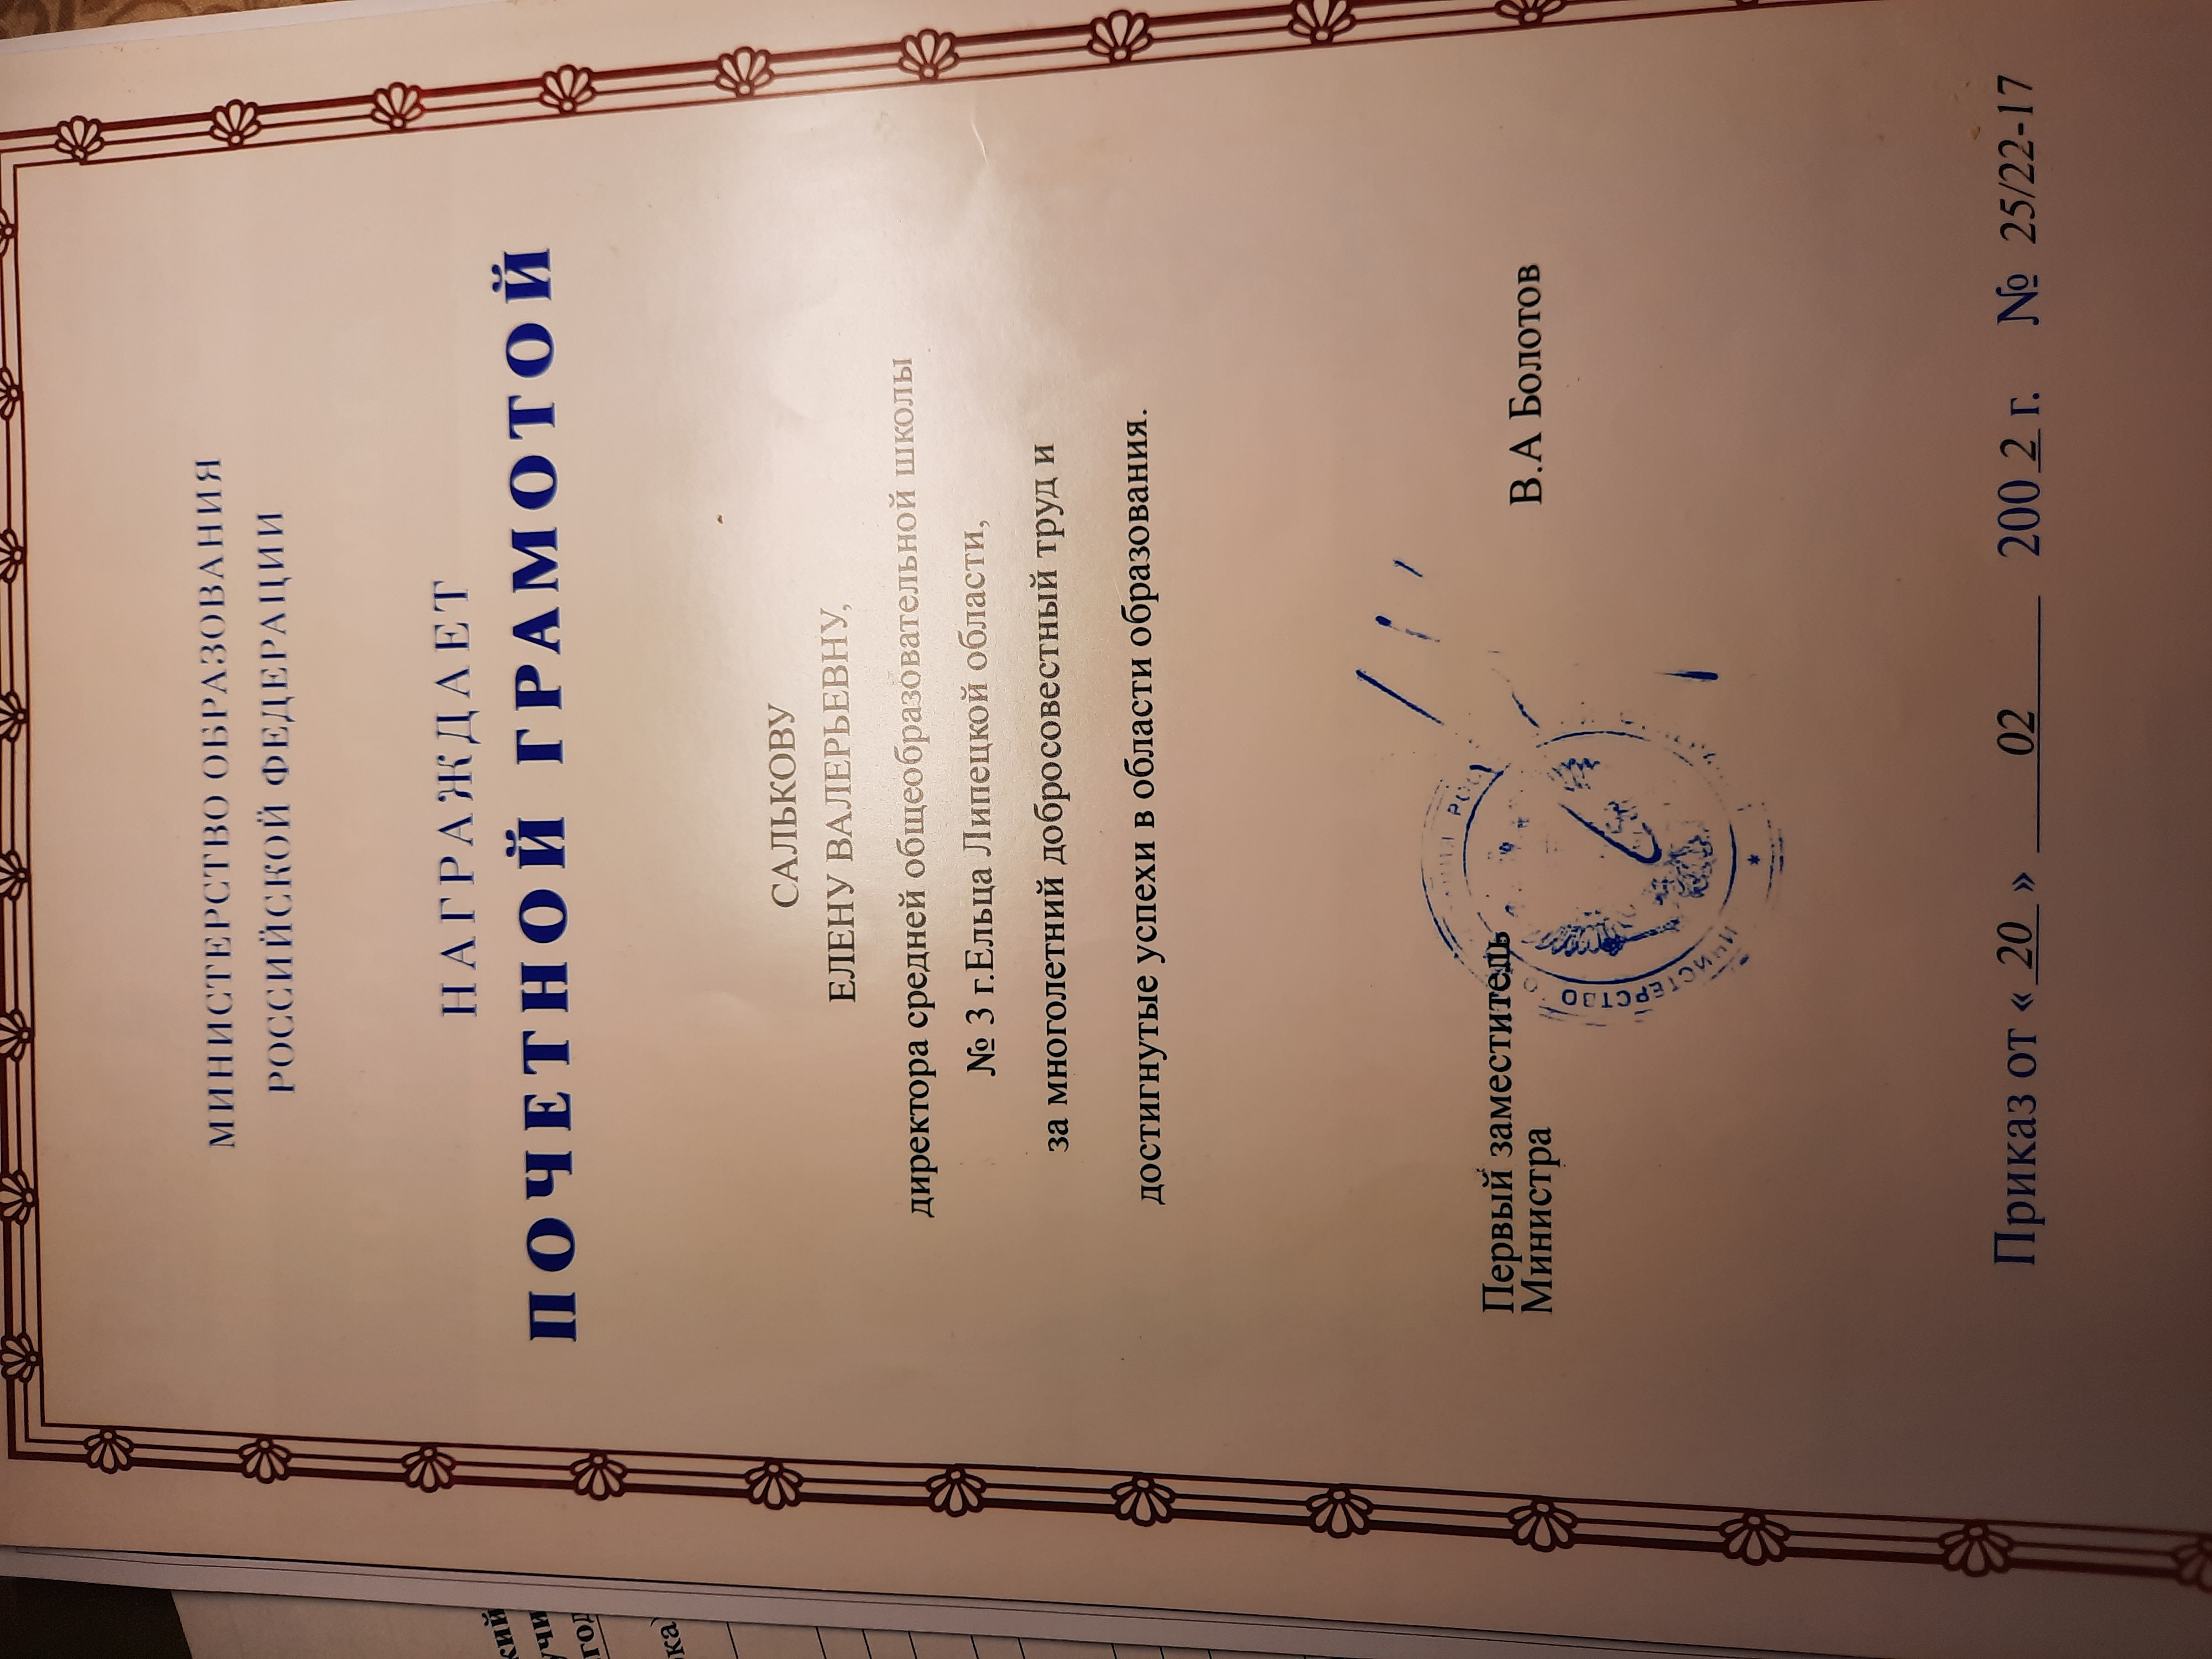 МИНИСТЕРСТВО ОБРАЗОВАНИЯ
РОССИЙСКОЙ ФЕДЕРАЦИИ
НАГРАЖДАЕТ
ПОЧЕТНОЙ ГРАМОТОЙ
САЛЬКОВУ
ЕЛЕНУ ВАЛЕРЬЕВНУ,
директора средней общеобразовательной школы
№ 3 г.Ельца Липецкой области,
за многолетний добросовестный труд и
достигнутые успехи в области образования.
Первый заместитель
Министра
В.А Болотов
МИНИСТЕРСТВО
Приказ от « 20 » 02 200 2 г. № 25/22-17